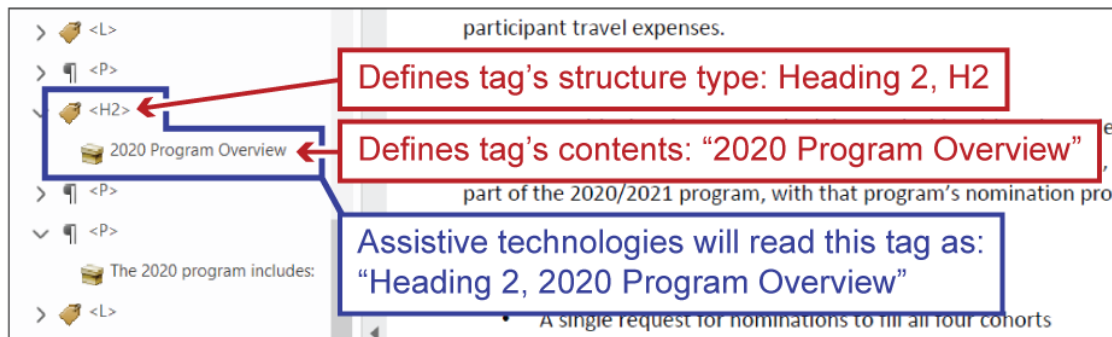 <L>
<P>
<H2>
2020 Program Overview
<P>
<P>
The 2020 program includes:
<L>
participant travel expenses.
Defines tag’s structure type: Heading 2, H2
Defines tag’s contents: “2020 Program Overview”
part of the 2020/2021 program, with that program’s nomination pro
Assistive technologies will read this tag as:
“Heading 2, 2020 Program Overview”
• A single request for nominations to fill all four cohorts